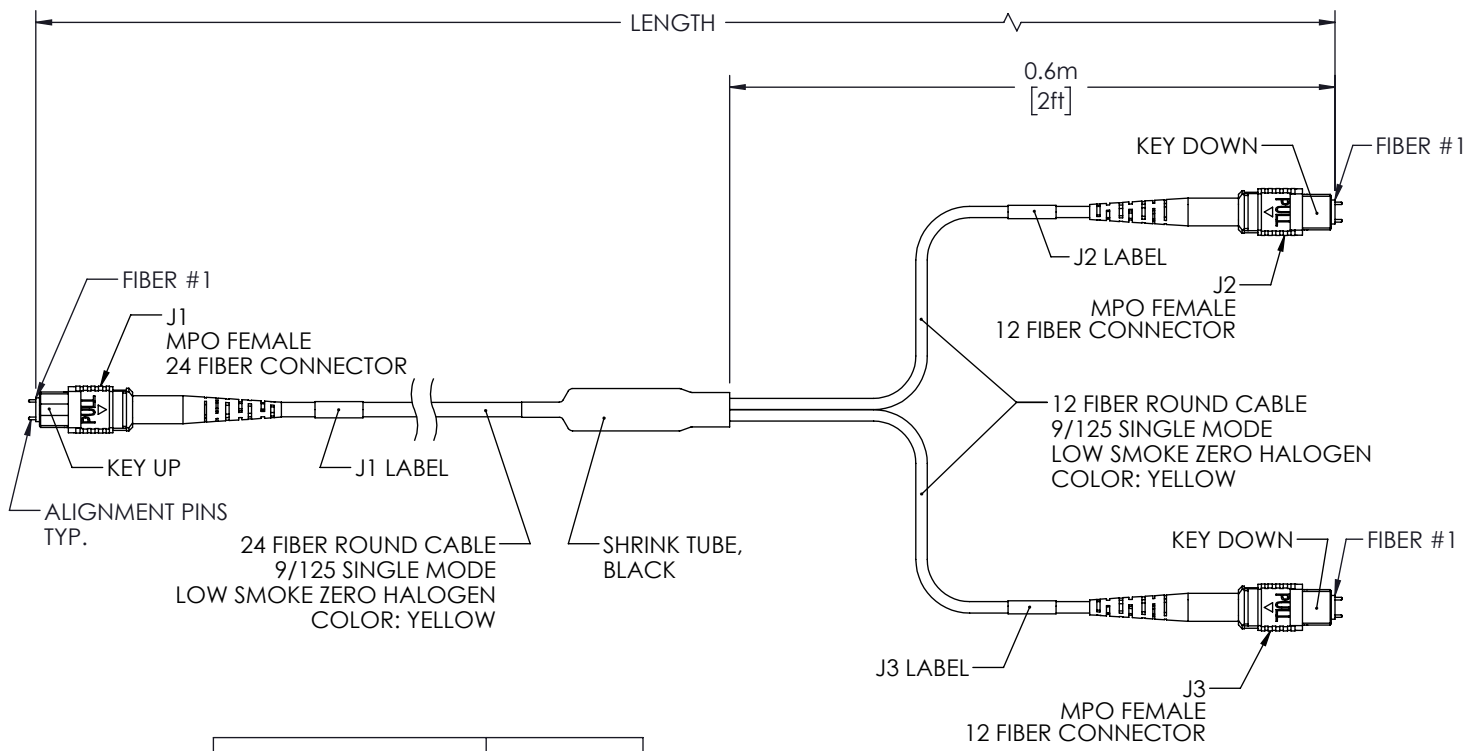 LENGTH
0.6m
[2ft]
KEY DOWN
FIBER #1
PULL
J2 LABEL
J2
MPO FEMALE
12 FIBER CONNECTOR
FIBER #1
J1
MPO FEMALE
24 FIBER CONNECTOR
PULL
KEY UP
J1 LABEL
ALIGNMENT PINS
TYP.
24 FIBER ROUND CABLE
9/125 SINGLE MODE
LOW SMOKE ZERO HALOGEN
COLOR: YELLOW
SHRINK TUBE,
BLACK
12 FIBER ROUND CABLE
9/125 SINGLE MODE
LOW SMOKE ZERO HALOGEN
COLOR: YELLOW
KEY DOWN
FIBER #1
PULL
J3 LABEL
J3
MPO FEMALE
12 FIBER CONNECTOR